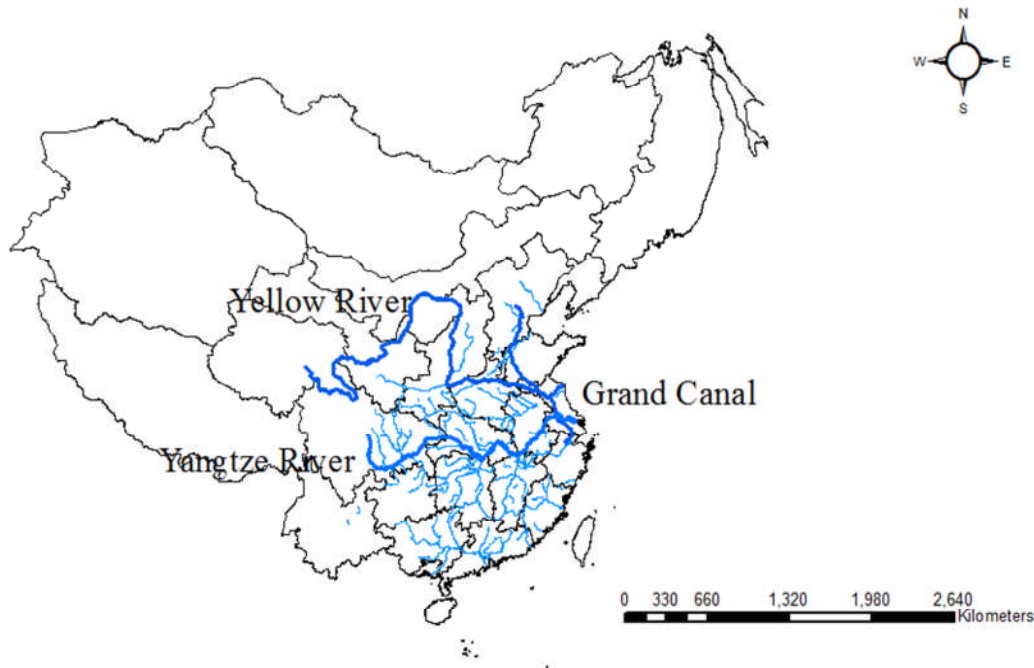 N
W E
S
Yellow River
Grand Canal
Yangtze River
0 330 660 1,320 1,980 2,640
Kilometers